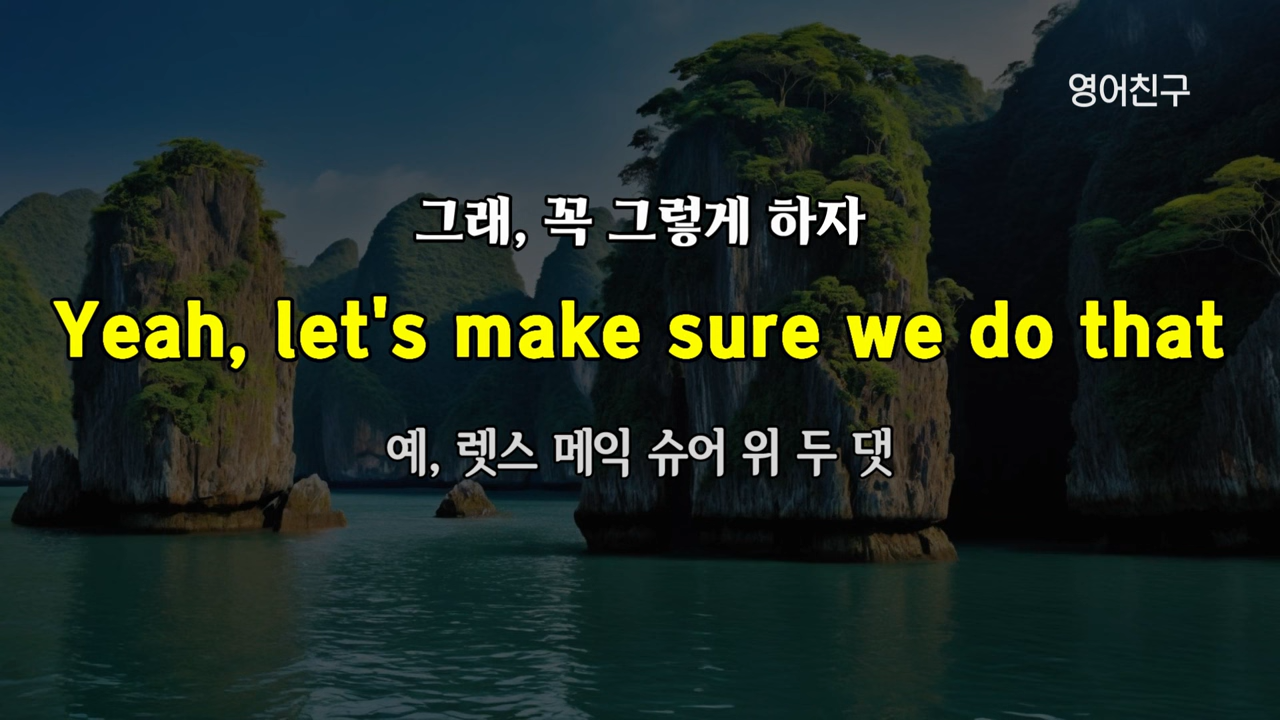 영어친구
그래, 꼭 그렇게 하자
Yeah, let's make sure we do that
예, 렛스 메익 슈어 위 두 댓